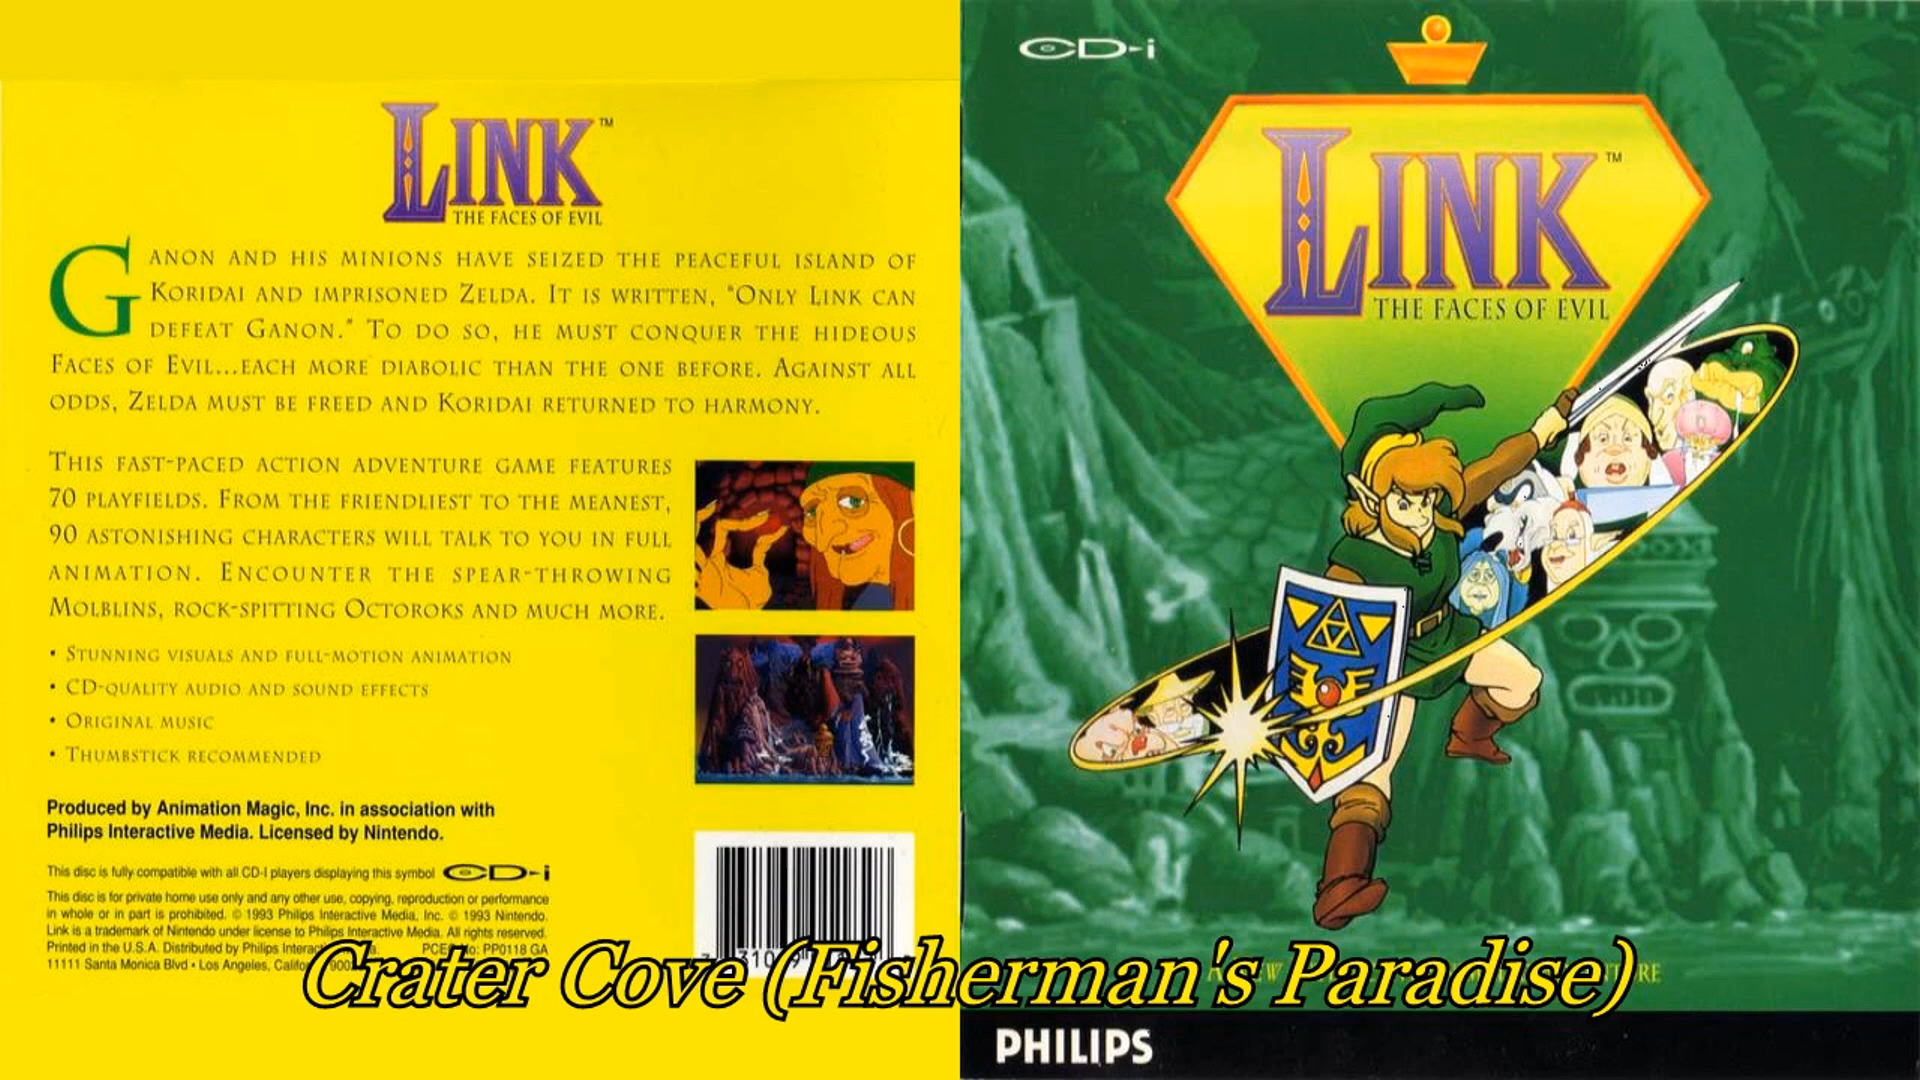 LINK™
THE FACES OF EVIL
GANON AND HIS MINIONS HAVE SEIZED THE PEACEFUL ISLAND OF
KORIDAI AND IMPRISONED ZELDA. IT IS WRITTEN, "ONLY LINK CAN
DEFEAT GANON." TO DO SO, HE MUST CONQUER THE HIDEOUS
FACES OF EVIL...EACH MORE DIABOLIC THAN THE ONE BEFORE. AGAINST ALL
ODDS, ZELDA MUST BE FREED AND KORIDAI RETURNED TO HARMONY.
THIS FAST-PACED ACTION ADVENTURE GAME FEATURES
70 PLAYFIELDS. FROM THE FRIENDLIEST TO THE MEANEST,
90 ASTONISHING CHARACTERS WILL TALK TO YOU IN FULL
ANIMATION. ENCOUNTER THE SPEAR-THROWING
MOLBLINS, ROCK-SPITTING OCTOROKS AND MUCH MORE.
• STUNNING VISUALS AND FULL-MOTION ANIMATION
• CD-QUALITY AUDIO AND SOUND EFFECTS
• ORIGINAL MUSIC
• THUMBSTICK RECOMMENDED
Produced by Animation Magic, Inc. in association with
Philips Interactive Media. Licensed by Nintendo.
This disc is fully compatible with all CD-I players displaying this symbol CD-i
This disc is for private home use only and any other use, copying, reproduction or performance
in whole or in part is prohibited. © 1993 Philips Interactive Media, Inc. © 1993 Nintendo.
Link is a trademark of Nintendo under license to Philips Interactive Media. All rights reserved.
Printed in the U.S.A. Distributed by Philips PP0118 GA
11111 Santa Monica Blvd • Los Angeles,
CD-i
LINK™
THE FACES OF EVIL
Crater Cove (Fisherman's Paradise)
PHILIPS